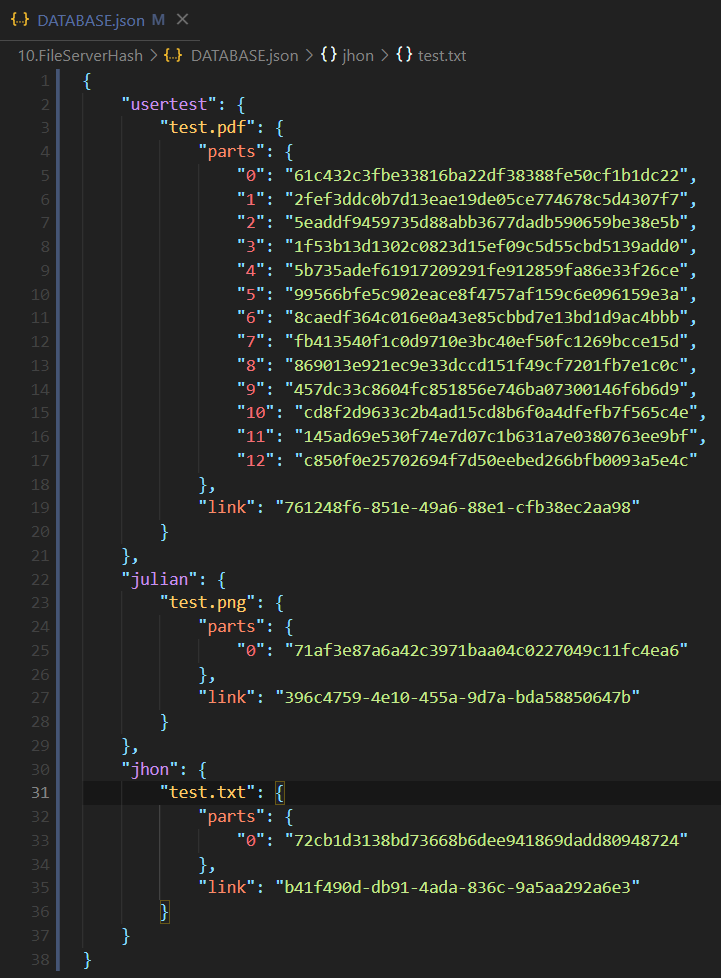 {..} DATABASE.json M ×
10.FileServerHash > {..} DATABASE.json > {} jhon > {} test.txt
1 {
2 "usertest": {
3 "test.pdf": {
4 "parts": {
5 "0": "61c432c3fbe33816ba22df38388fe50cf1b1dc22",
6 "1": "2fef3ddc0b7d13eae19de05ce774678c5d4307f7",
7 "2": "5eaddf9459735d88abb3677dadb590659be38e5b",
8 "3": "1f53b13d1302c0823d15ef09c5d55cbd5139add0",
9 "4": "5b735adef61917209291fe912859fa86e33f26ce",
10 "5": "99566bfe5c902eace8f4757af159c6e096159e3a",
11 "6": "8caedf364c016e0a43e85cbbd7e13bd1d9ac4bbb",
12 "7": "fb413540f1c0d9710e3bc40ef50fc1269bcce15d",
13 "8": "869013e921ec9e33dccd151f49cf7201fb7e1c0c",
14 "9": "457dc33c8604fc851856e746ba07300146f6b6d9",
15 "10": "cd8f2d9633c2b4ad15cd8b6f0a4dfefb7f565c4e",
16 "11": "145ad69e530f74e7d07c1b631a7e0380763ee9bf",
17 "12": "c850f0e25702694f7d50eebed266bfb0093a5e4c"
18 },
19 "link": "761248f6-851e-49a6-88e1-cfb38ec2aa98"
20 }
21 },
22 "julian": {
23 "test.png": {
24 "parts": {
25 "0": "71af3e87a6a42c3971baa04c0227049c11fc4ea6"
26 },
27 "link": "396c4759-4e10-455a-9d7a-bda58850647b"
28 }
29 },
30 "jhon": {
31 "test.txt": {
32 "parts": {
33 "0": "72cb1d3138bd73668b6dee941869dadd80948724"
34 },
35 "link": "b41f490d-db91-4ada-836c-9a5aa292a6e3"
36 }
37 }
38 }